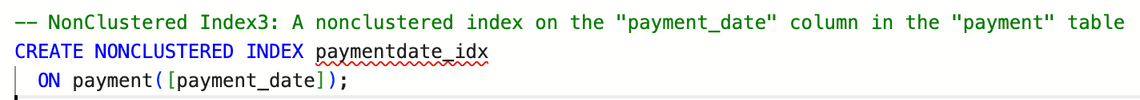 -- NonClustered Index3: A nonclustered index on the "payment_date" column in the "payment" table
CREATE NONCLUSTERED INDEX paymentdate_idx
ON payment([payment_date]);